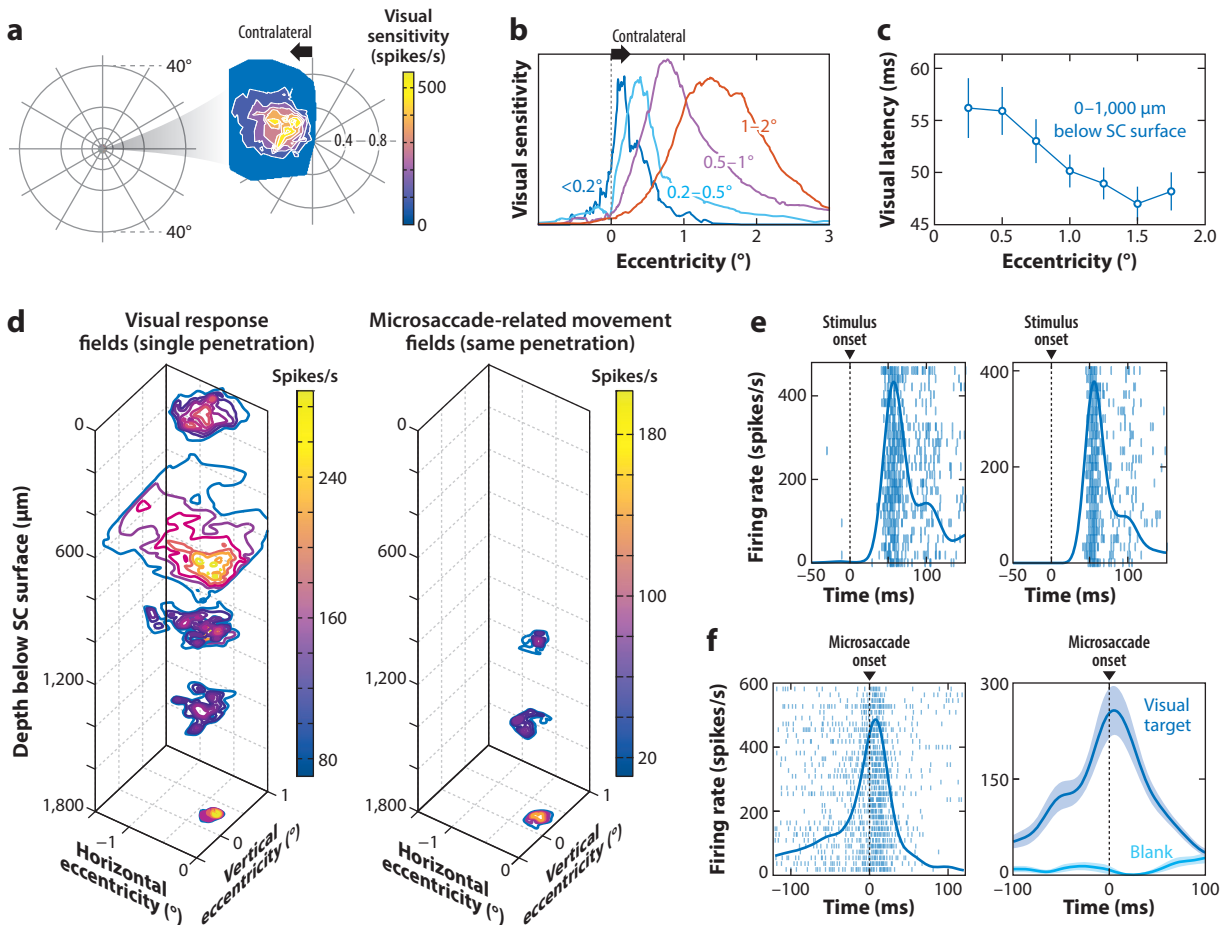 a
40°
40°
Contralateral
0.4
0.8
Visual
sensitivity
(spikes/s)
500
0
b
Contralateral
Visual sensitivity
<0.2°
0.2–0.5°
0.5–1°
1–2°
0
1
2
3
Eccentricity (°)
c
Visual latency (ms)
60
55
50
45
0–1,000 µm
below SC surface
0
0.5
1.0
1.5
2.0
Eccentricity (°)
d
Visual response
fields (single penetration)
Spikes/s
240
160
80
Depth below SC surface (µm)
0
600
1,200
1,800
−1
0
Horizontal
eccentricity (°)
0
1
Vertical
eccentricity (°)
Microsaccade-related movement
fields (same penetration)
Spikes/s
180
100
20
0
600
1,200
1,800
−1
0
Horizontal
eccentricity (°)
0
1
Vertical
eccentricity (°)
e
Stimulus
onset
Firing rate (spikes/s)
400
200
0
−50
0
100
Time (ms)
Stimulus
onset
400
200
0
−50
0
100
Time (ms)
f
Microsaccade
onset
Firing rate (spikes/s)
600
400
200
0
−100
0
100
Time (ms)
Microsaccade
onset
300
150
0
Visual
target
Blank
−100
0
100
Time (ms)